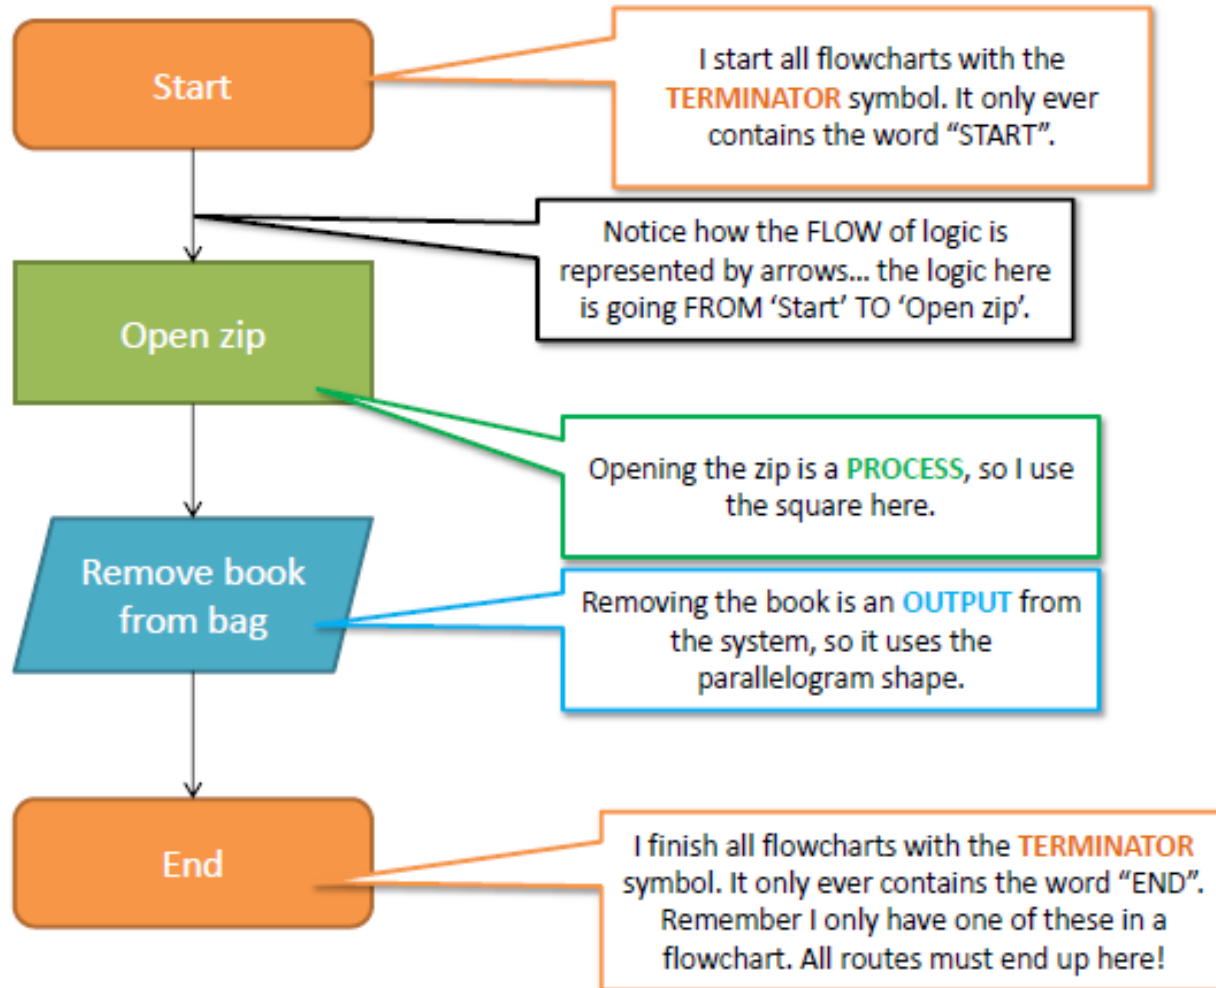 Start
I start all flowcharts with the
TERMINATOR symbol. It only ever
contains the word “START”.
Notice how the FLOW of logic is
represented by arrows... the logic here
is going FROM ‘Start’ TO ‘Open zip’.
Open zip
Opening the zip is a PROCESS, so I use
the square here.
Remove book
from bag
Removing the book is an OUTPUT from
the system, so it uses the
parallelogram shape.
End
I finish all flowcharts with the TERMINATOR
symbol. It only ever contains the word “END”.
Remember I only have one of these in a
flowchart. All routes must end up here!